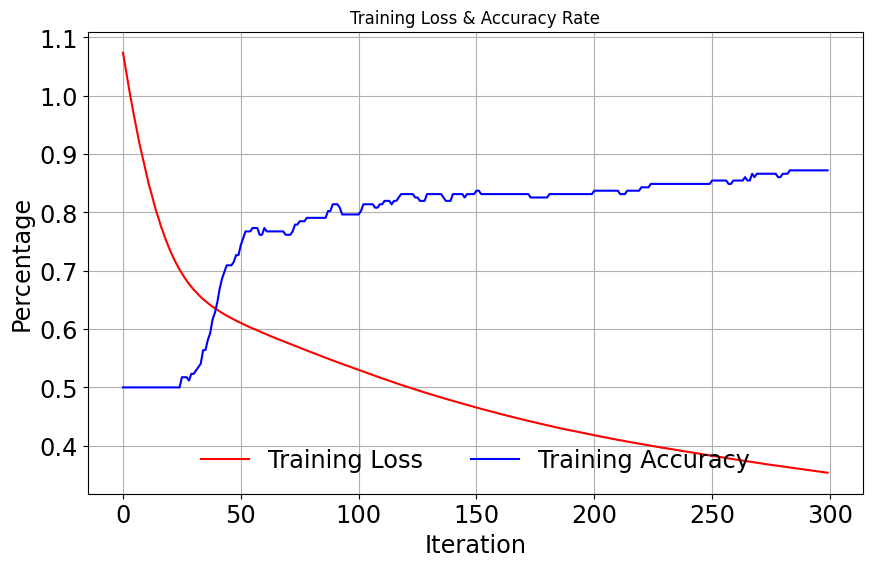 Training Loss & Accuracy Rate
1.1
1.0
0.9
0.8
0.7
0.6
0.5
0.4
Percentage
Training Loss Training Accuracy
0 50 100 150 200 250 300
Iteration